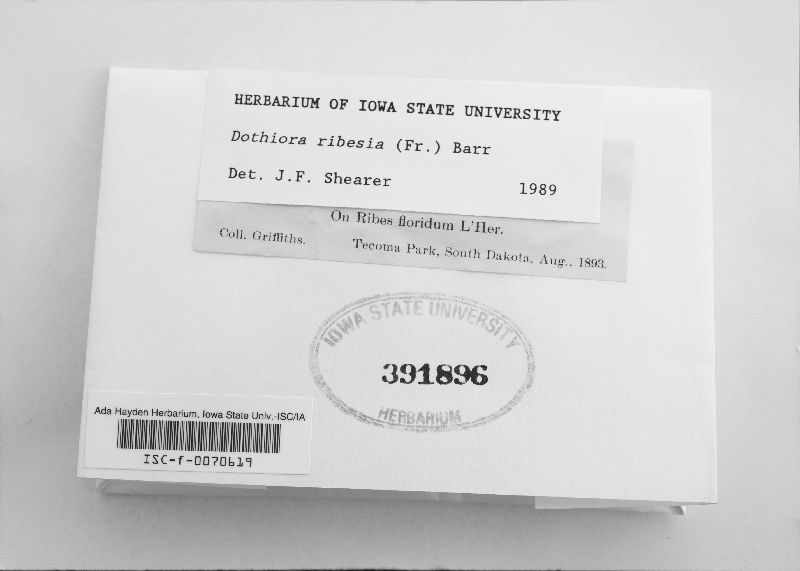 HERBARIUM OF IOWA STATE UNIVERSITY
Dothiora ribesia (Fr.) Barr
Det. J.F. Shearer 1989
On Ribes floridum L'Her.
Coll. Griffiths. Tecoma Park, South Dakota, Aug., 1893.
IOWA STATE UNIVERSITY
391896
HERBARIUM
Ada Hayden Herbarium, Iowa State Univ.-ISC/IA
ISC-f-0070619